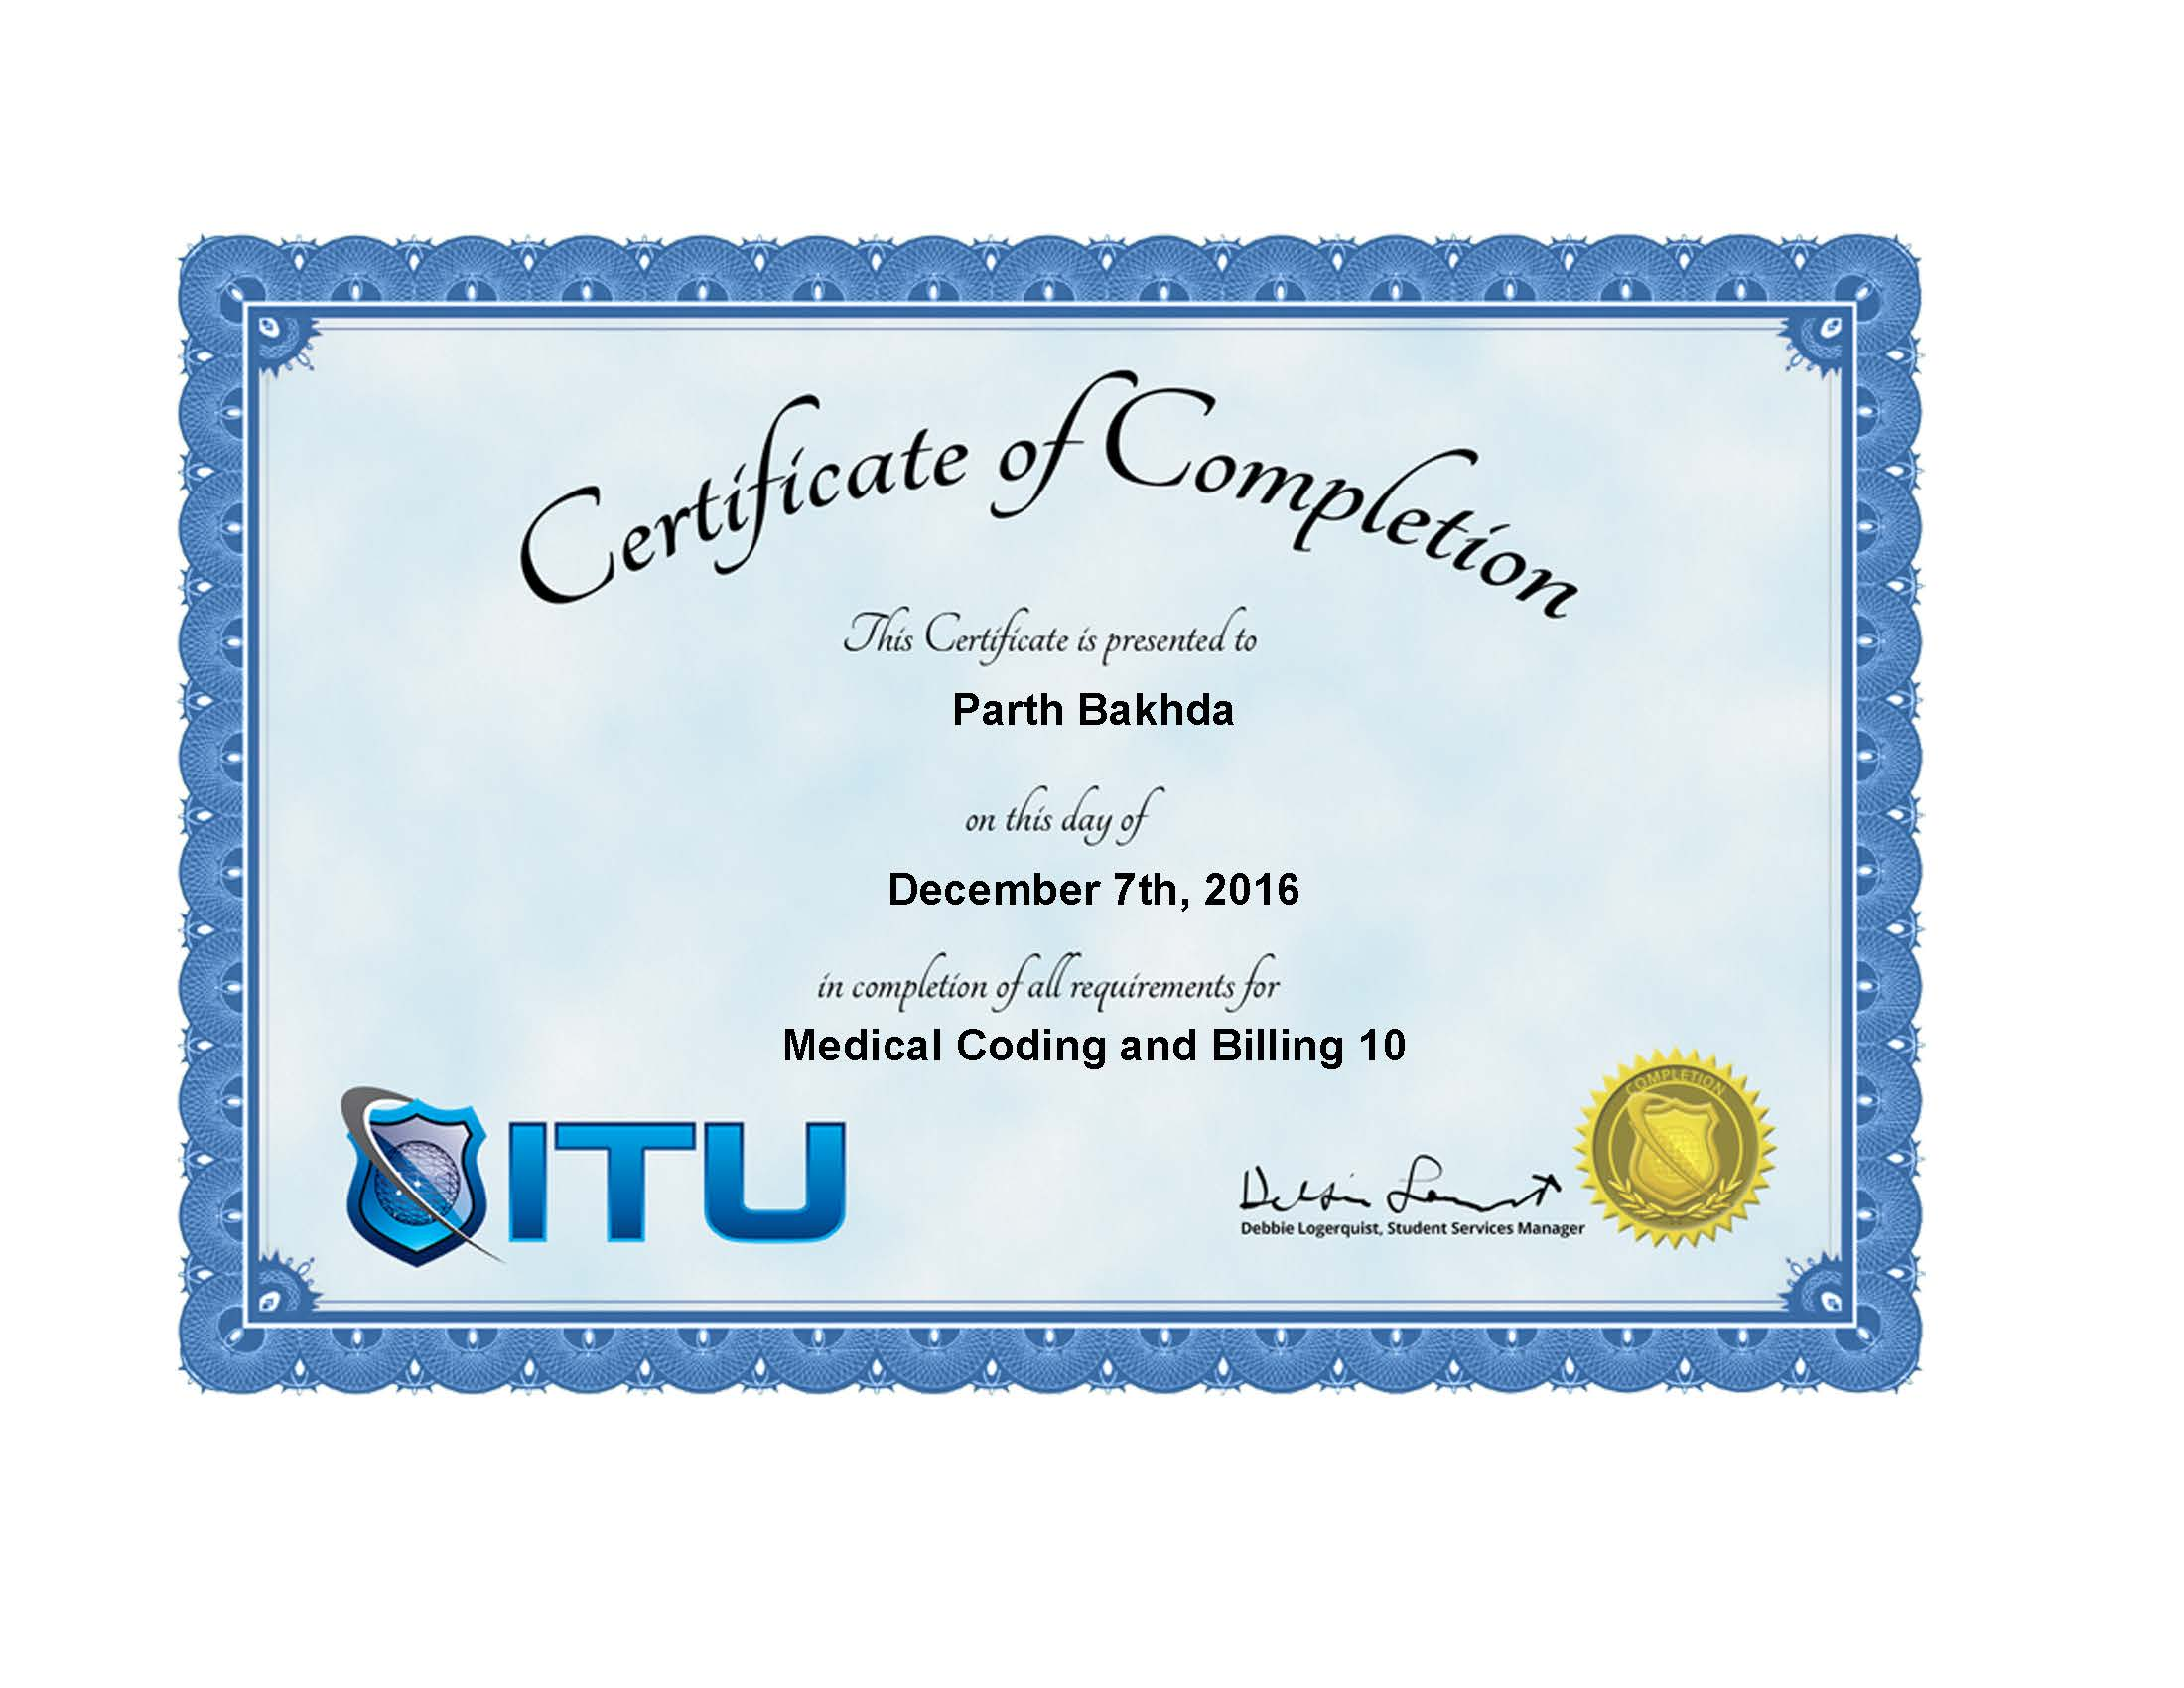 Certificate of Completion
This Certificate is presented to
Parth Bakhda
on this day of
December 7th, 2016
in completion of all requirements for
Medical Coding and Billing 10
ITU
COMPLETION
Debbie Logerquist, Student Services Manager